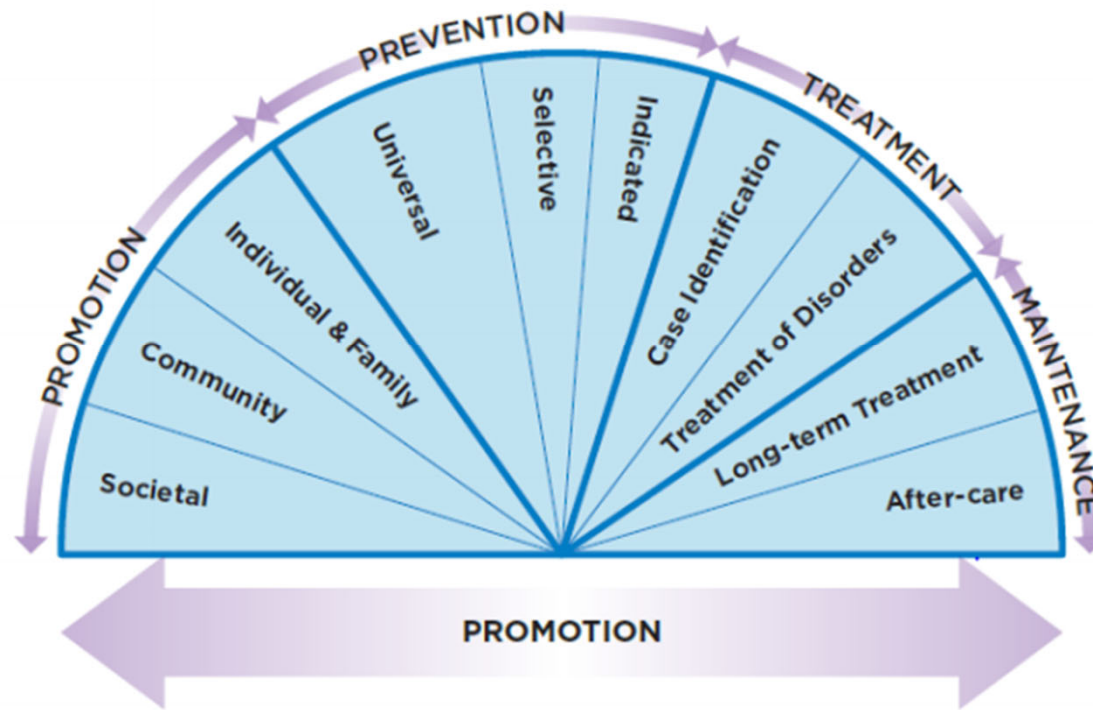 PROMOTION
PREVENTION
TREATMENT
MAINTENANCE
Societal
Community
Individual & Family
Universal
Selective
Indicated
Case Identification
Treatment of Disorders
Long-term Treatment
After-care
PROMOTION